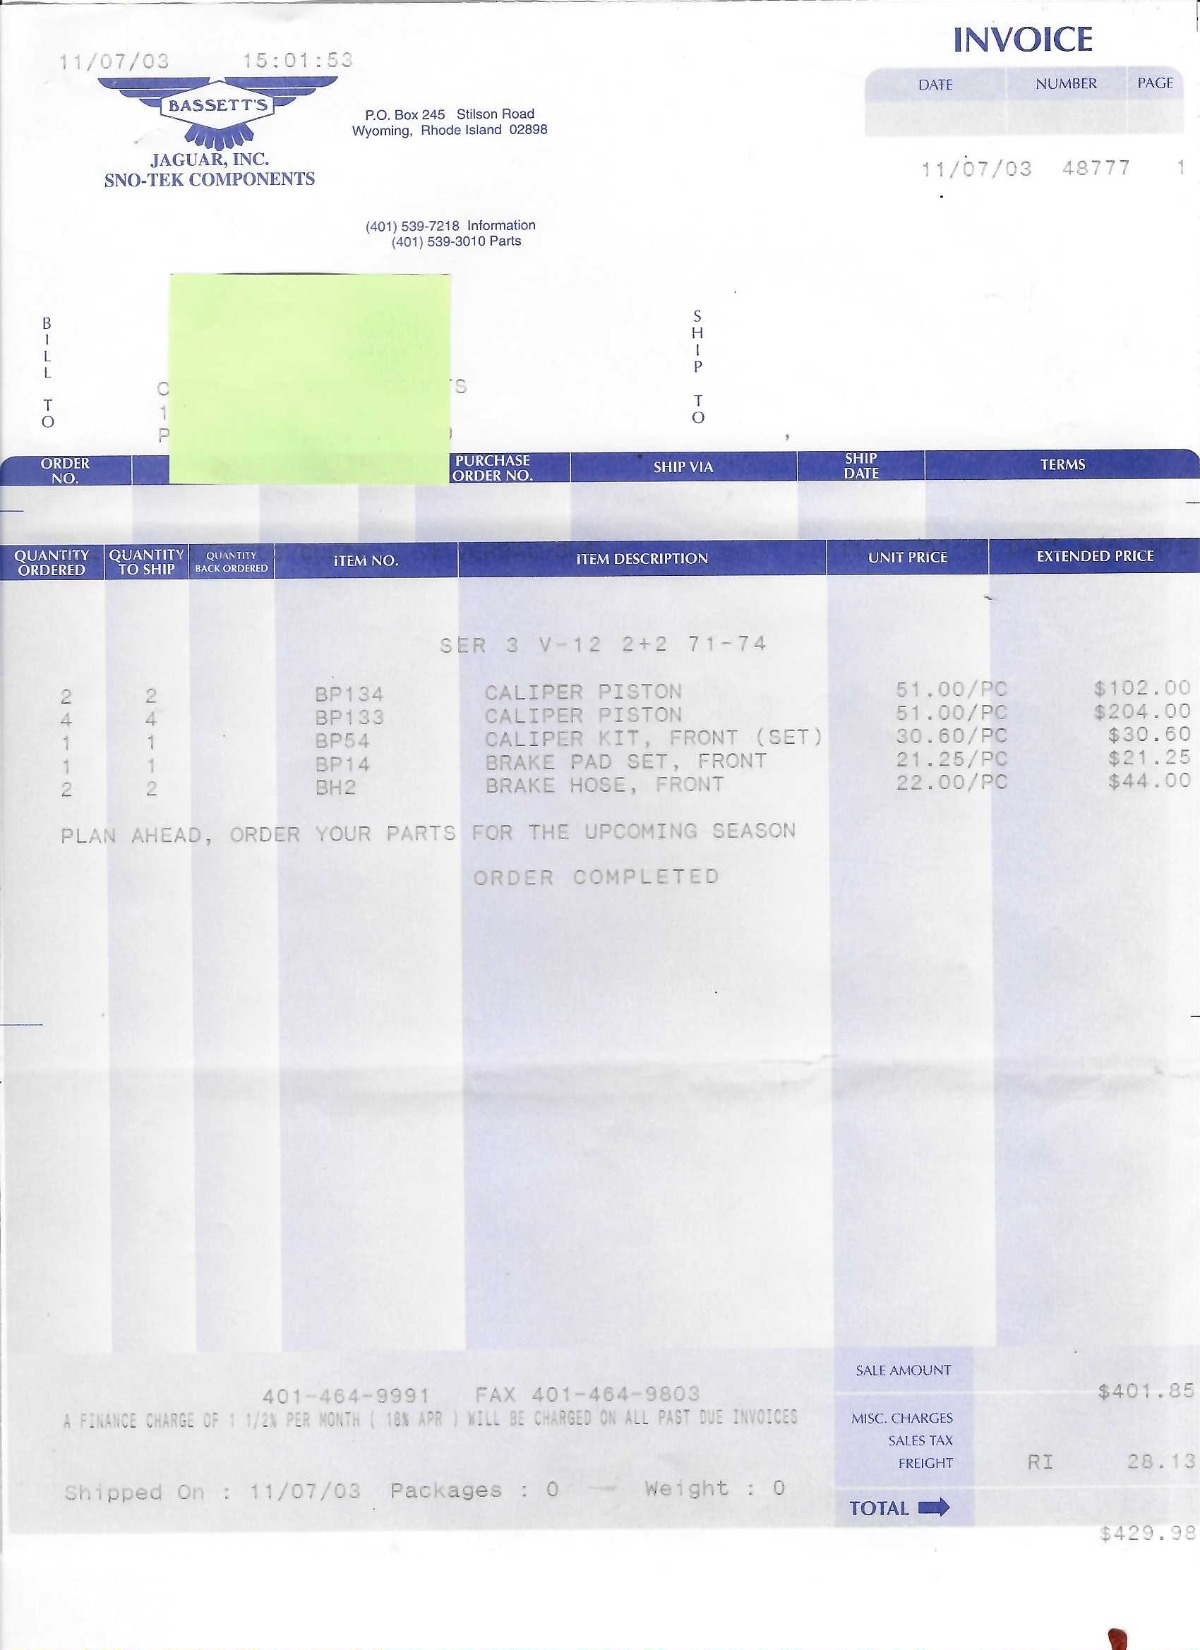 INVOICE
11/07/03 15:01:53
DATE NUMBER PAGE
BASSETT'S
JAGUAR, INC.
SNO-TEK COMPONENTS
P.O. Box 245 Stilson Road
Wyoming, Rhode Island 02898
11/07/03 48777 1
(401) 539-7218 Information
(401) 539-3010 Parts
BILL TO
SHIP TO
C S
1
P
,
ORDER NO. PURCHASE ORDER NO. SHIP VIA SHIP DATE TERMS
QUANTITY ORDERED QUANTITY TO SHIP QUANTITY BACK ORDERED ITEM NO. ITEM DESCRIPTION UNIT PRICE EXTENDED PRICE
SER 3 V-12 2+2 71-74
2 2 BP134 CALIPER PISTON 51.00/PC $102.00
4 4 BP133 CALIPER PISTON 51.00/PC $204.00
1 1 BP54 CALIPER KIT, FRONT (SET) 30.60/PC $30.60
1 1 BP14 BRAKE PAD SET, FRONT 21.25/PC $21.25
2 2 BH2 BRAKE HOSE, FRONT 22.00/PC $44.00
PLAN AHEAD, ORDER YOUR PARTS FOR THE UPCOMING SEASON
ORDER COMPLETED
SALE AMOUNT $401.85
401-464-9991 FAX 401-464-9803
A FINANCE CHARGE OF 1 1/2% PER MONTH ( 18% APR ) WILL BE CHARGED ON ALL PAST DUE INVOICES
MISC. CHARGES
SALES TAX
FREIGHT RI 28.13
Shipped On : 11/07/03 Packages : 0 Weight : 0
TOTAL
$429.98